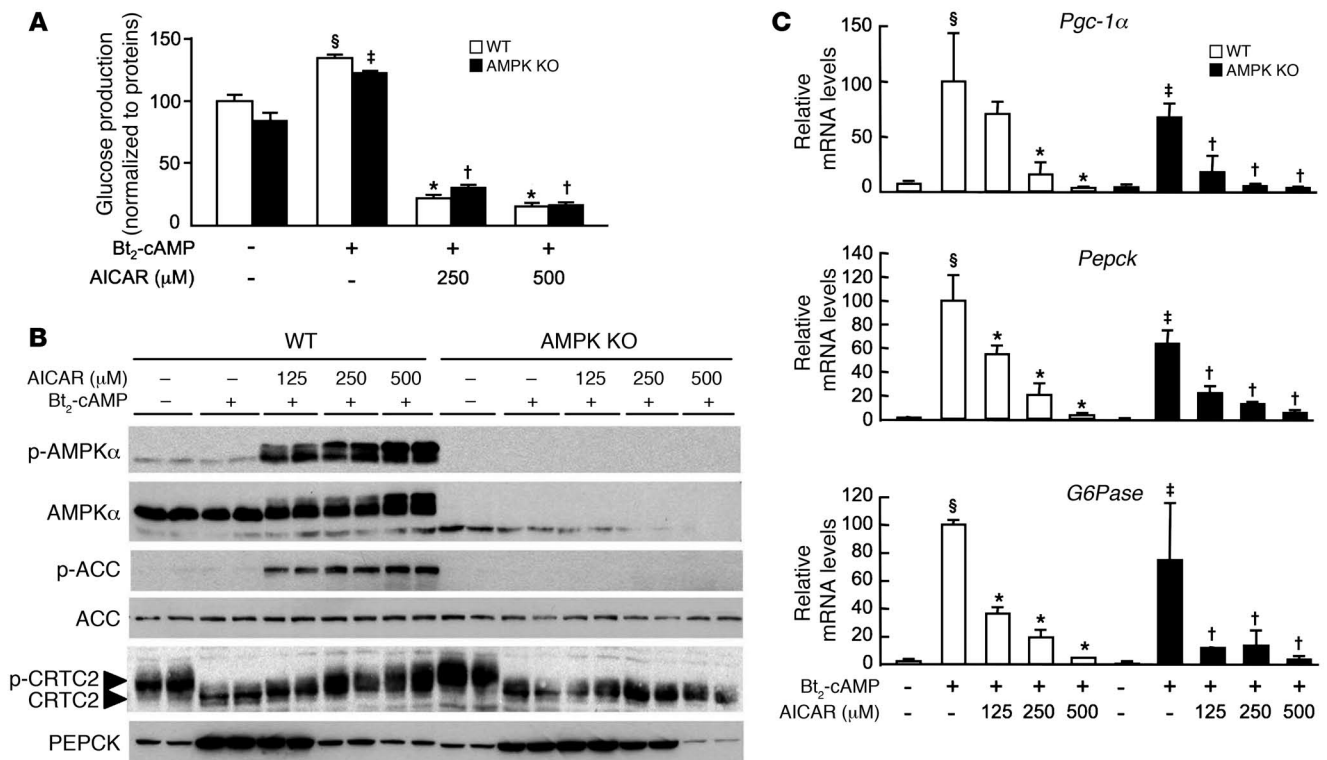 A
Glucose production
(normalized to proteins)
150
100
50
0
§
‡
*
†
*
†
WT
AMPK KO
Bt₂-cAMP - + + +
AICAR (µM) - - 250 500
B
WT AMPK KO
AICAR (µM) – – 125 250 500 – – 125 250 500
Bt₂-cAMP – + + + + – + + + +
p-AMPKα
AMPKα
p-ACC
ACC
p-CRTC2
CRTC2
PEPCK
C
Pgc-1α
Relative
mRNA levels
150
100
50
0
§
*
*
‡
†
†
†
WT
AMPK KO
Pepck
Relative
mRNA levels
140
120
100
80
60
40
20
0
§
*
*
*
‡
†
†
†
G6Pase
Relative
mRNA levels
120
100
80
60
40
20
0
§
*
*
*
‡
†
†
†
Bt₂-cAMP - + + + + - + + + +
AICAR (µM) - - 125 250 500 - - 125 250 500